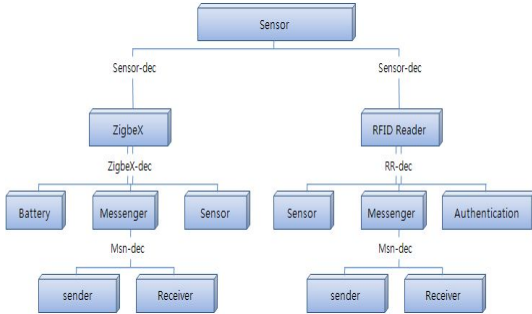 Sensor
Sensor-dec Sensor-dec
ZigbeX RFID Reader
ZigbeX-dec RR-dec
Battery Messenger Sensor Sensor Messenger Authentication
Msn-dec Msn-dec
sender Receiver sender Receiver